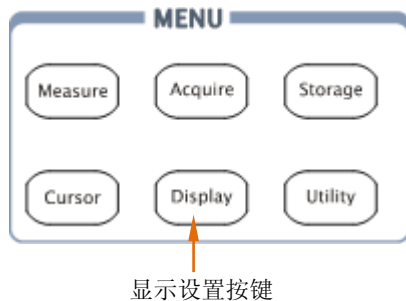 MENU
Measure Acquire Storage
Cursor Display Utility
显示设置按键